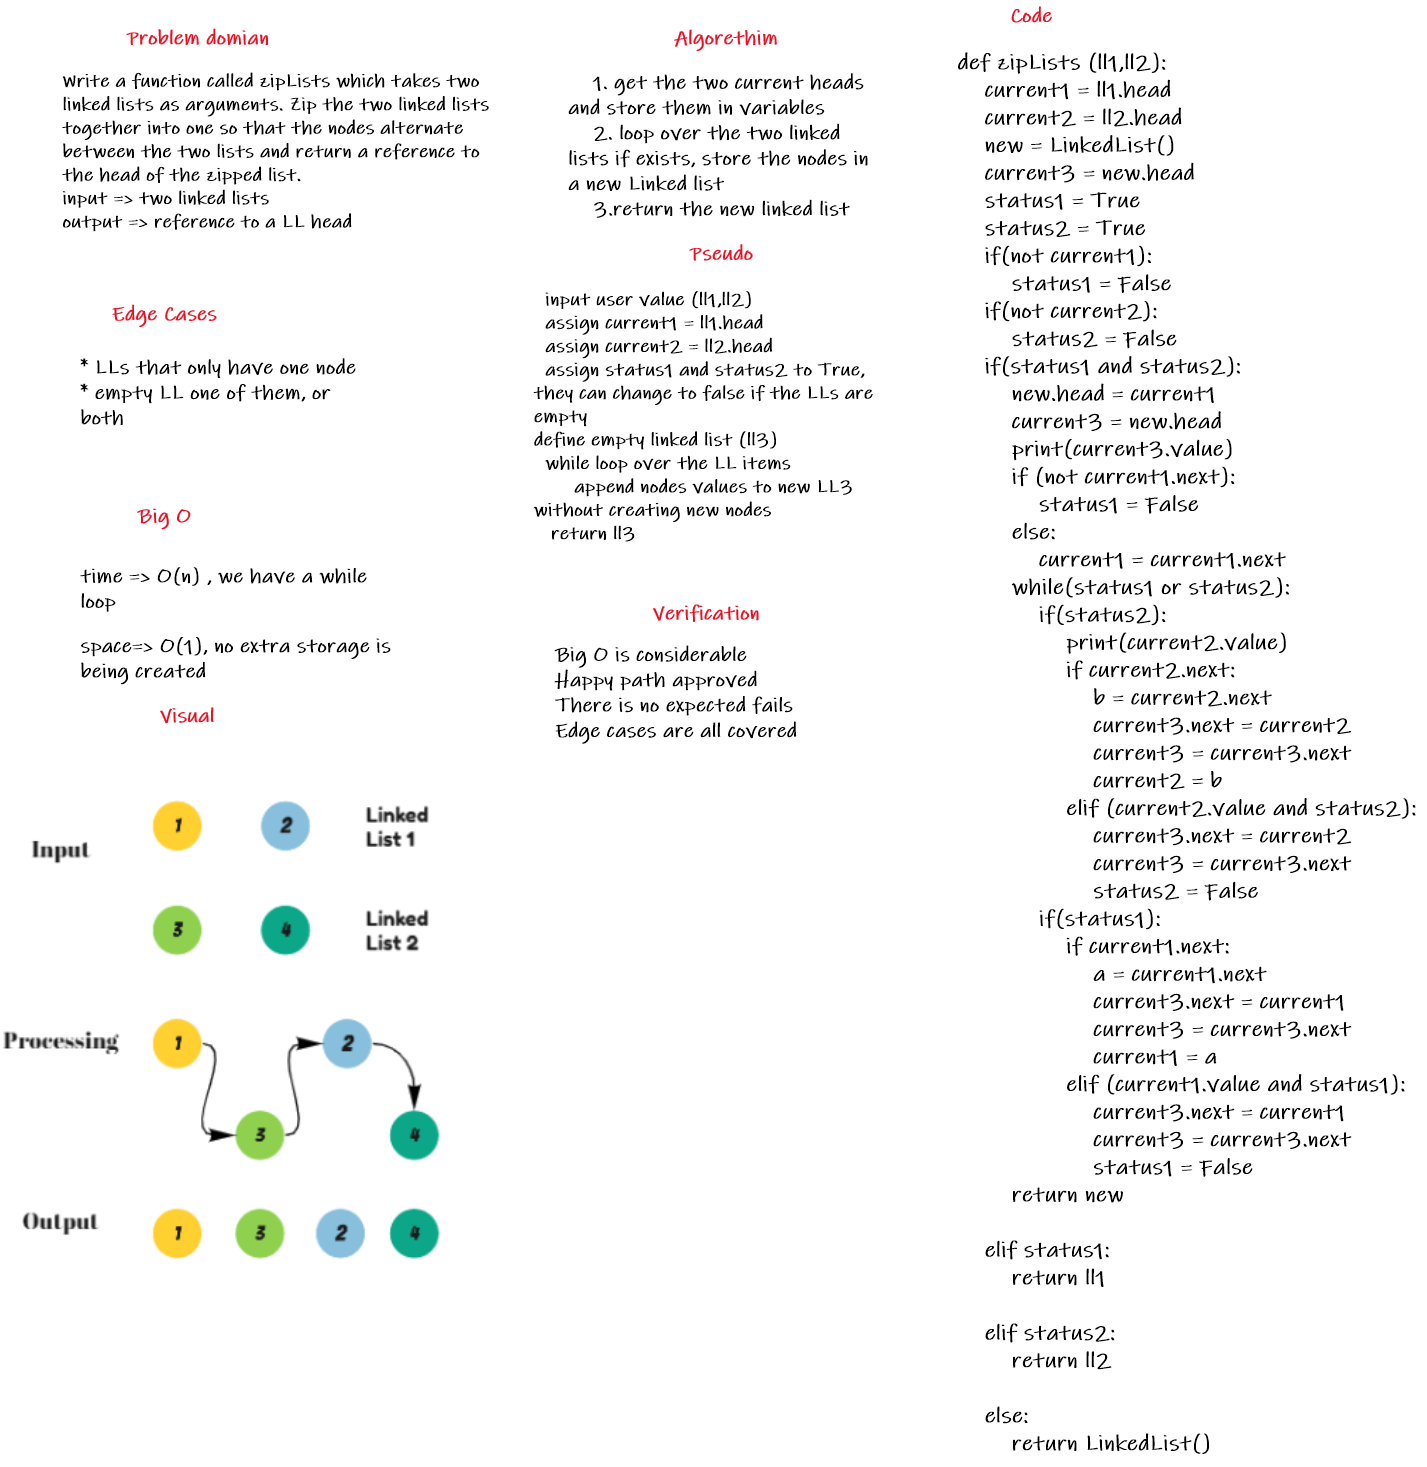 Problem domian
Write a function called zipLists which takes two
linked lists as arguments. Zip the two linked lists
together into one so that the nodes alternate
between the two lists and return a reference to
the head of the zipped list.
input => two linked lists
output => reference to a LL head
Edge Cases
* LLs that only have one node
* empty LL one of them, or
both
Big O
time => O(n) , we have a while
loop
space=> O(1), no extra storage is
being created
Visual
Input
1
2
Linked
List 1
3
4
Linked
List 2
Processing
1
2
3
4
Output
1
3
2
4
Algorethim
1. get the two current heads
and store them in variables
2. loop over the two linked
lists if exists, store the nodes in
a new Linked list
3.return the new linked list
Pseudo
input user value (ll1,ll2)
assign current1 = ll1.head
assign current2 = ll2.head
assign status1 and status2 to True,
they can change to false if the LLs are
empty
define empty linked list (ll3)
while loop over the LL items
append nodes values to new LL3
without creating new nodes
return ll3
Verification
Big O is considerable
Happy path approved
There is no expected fails
Edge cases are all covered
Code
def zipLists (ll1,ll2):
current1 = ll1.head
current2 = ll2.head
new = LinkedList()
current3 = new.head
status1 = True
status2 = True
if(not current1):
status1 = False
if(not current2):
status2 = False
if(status1 and status2):
new.head = current1
current3 = new.head
print(current3.value)
if (not current1.next):
status1 = False
else:
current1 = current1.next
while(status1 or status2):
if(status2):
print(current2.value)
if current2.next:
b = current2.next
current3.next = current2
current3 = current3.next
current2 = b
elif (current2.value and status2):
current3.next = current2
current3 = current3.next
status2 = False
if(status1):
if current1.next:
a = current1.next
current3.next = current1
current3 = current3.next
current1 = a
elif (current1.value and status1):
current3.next = current1
current3 = current3.next
status1 = False
return new
elif status1:
return ll1
elif status2:
return ll2
else:
return LinkedList()